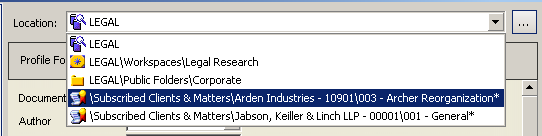 Location: LEGAL ...
LEGAL
Profile Fo
LEGAL\Workspaces\Legal Research
LEGAL\Public Folders\Corporate
Document
\Subscribed Clients & Matters\Arden Industries - 10901\003 - Archer Reorganization*
Author
\Subscribed Clients & Matters\Jabson, Keiller & Linch LLP - 00001\001 - General*